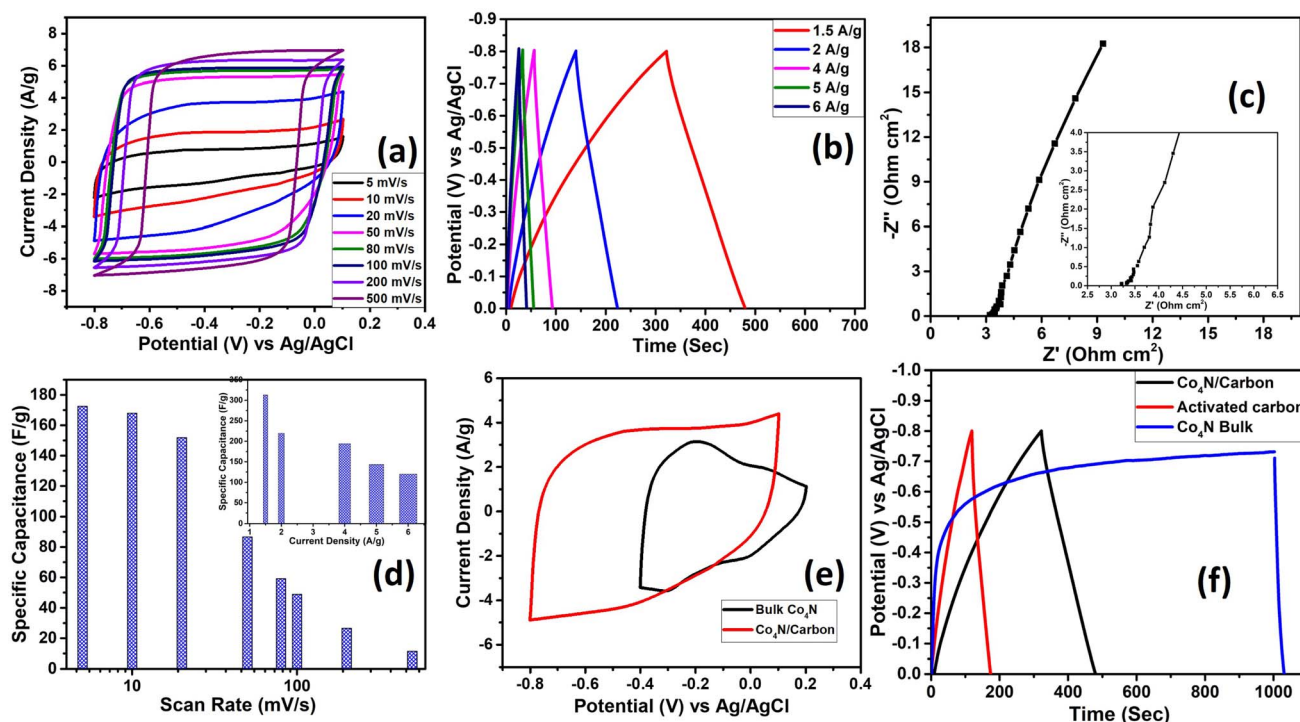 Current Density (A/g)
8
6
4
2
0
-2
-4
-6
-8
-0.8 -0.6 -0.4 -0.2 0.0 0.2 0.4
Potential (V) vs Ag/AgCl
(a)
5 mV/s
10 mV/s
20 mV/s
50 mV/s
80 mV/s
100 mV/s
200 mV/s
500 mV/s
Potential (V) vs Ag/AgCl
-0.9
-0.8
-0.7
-0.6
-0.5
-0.4
-0.3
-0.2
-0.1
0.0
0 100 200 300 400 500 600 700
Time (Sec)
1.5 A/g
2 A/g
4 A/g
5 A/g
6 A/g
(b)
-Z'' (Ohm cm²)
18
15
12
9
6
3
0
0 3 6 9 12 15 18
Z' (Ohm cm²)
(c)
-Z'' (Ohm cm²)
4.0
3.5
3.0
2.5
2.0
1.5
1.0
0.5
0.0
2.5 3.0 3.5 4.0 4.5 5.0 5.5 6.0 6.5
Z' (Ohm cm²)
Specific Capacitance (F/g)
180
160
140
120
100
80
60
40
20
0
10 100
Scan Rate (mV/s)
Specific Capacitance (F/g)
350
300
250
200
150
100
50
0
1 2 3 4 5 6
Current Density (A/g)
(d)
Current Density (A/g)
6
4
2
0
-2
-4
-6
-0.8 -0.6 -0.4 -0.2 0.0 0.2 0.4
Potential (V) vs Ag/AgCl
(e)
Bulk Co₄N
Co₄N/Carbon
Potential (V) vs Ag/AgCl
-1.0
-0.9
-0.8
-0.7
-0.6
-0.5
-0.4
-0.3
-0.2
-0.1
0.0
0 200 400 600 800 1000
Time (Sec)
Co₄N/Carbon
Activated carbon
Co₄N Bulk
(f)